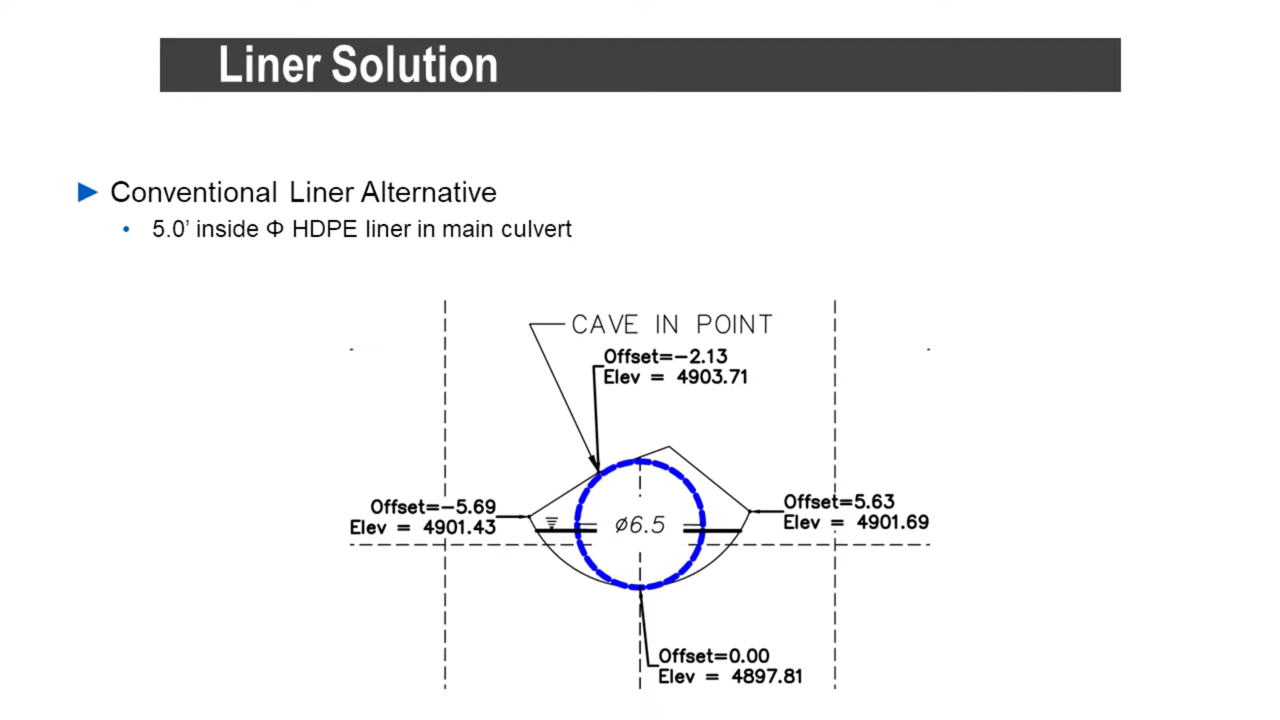 Liner Solution
► Conventional Liner Alternative
• 5.0’ inside Φ HDPE liner in main culvert
CAVE IN POINT
Offset=-2.13
Elev = 4903.71
Offset=-5.69
Elev = 4901.43
ø6.5
Offset=5.63
Elev = 4901.69
Offset=0.00
Elev = 4897.81